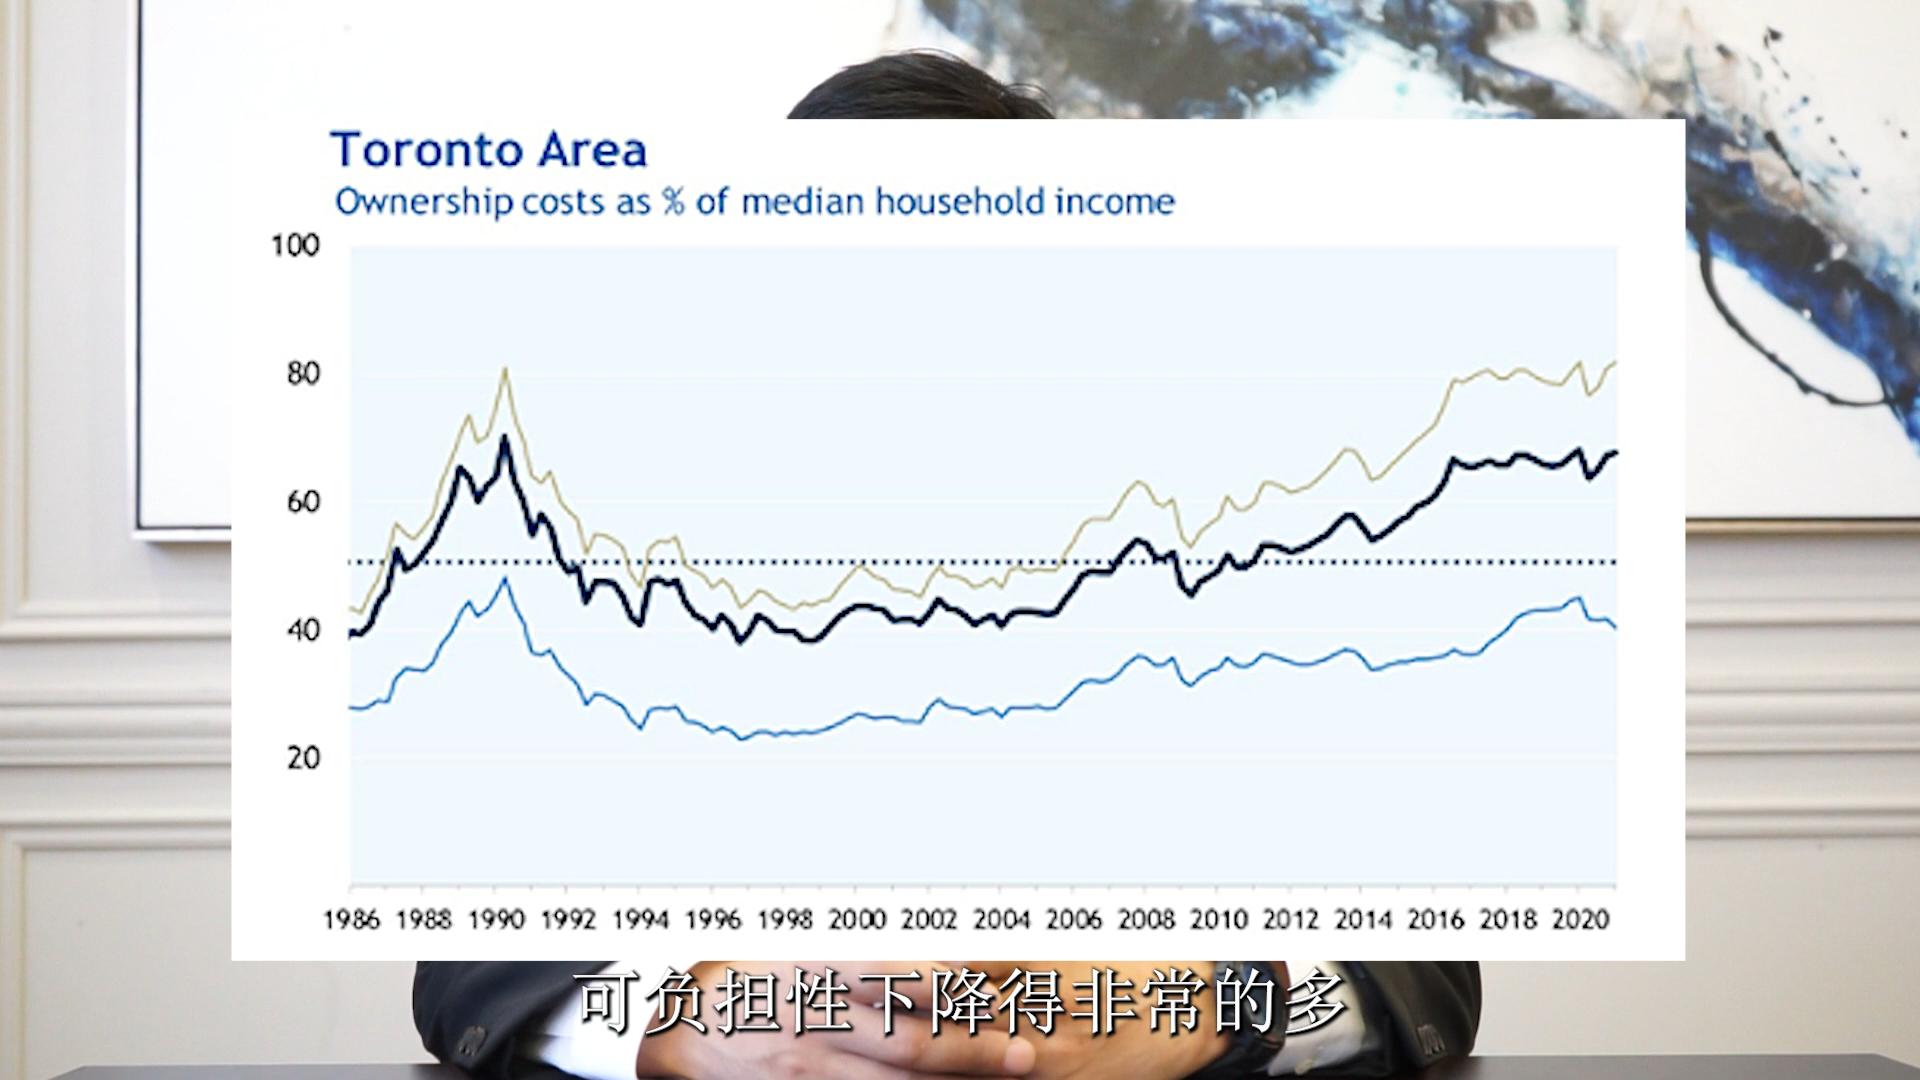 Toronto Area
Ownership costs as % of median household income
100
80
60
40
20
1986 1988 1990 1992 1994 1996 1998 2000 2002 2004 2006 2008 2010 2012 2014 2016 2018 2020
可负担性下降得非常的多